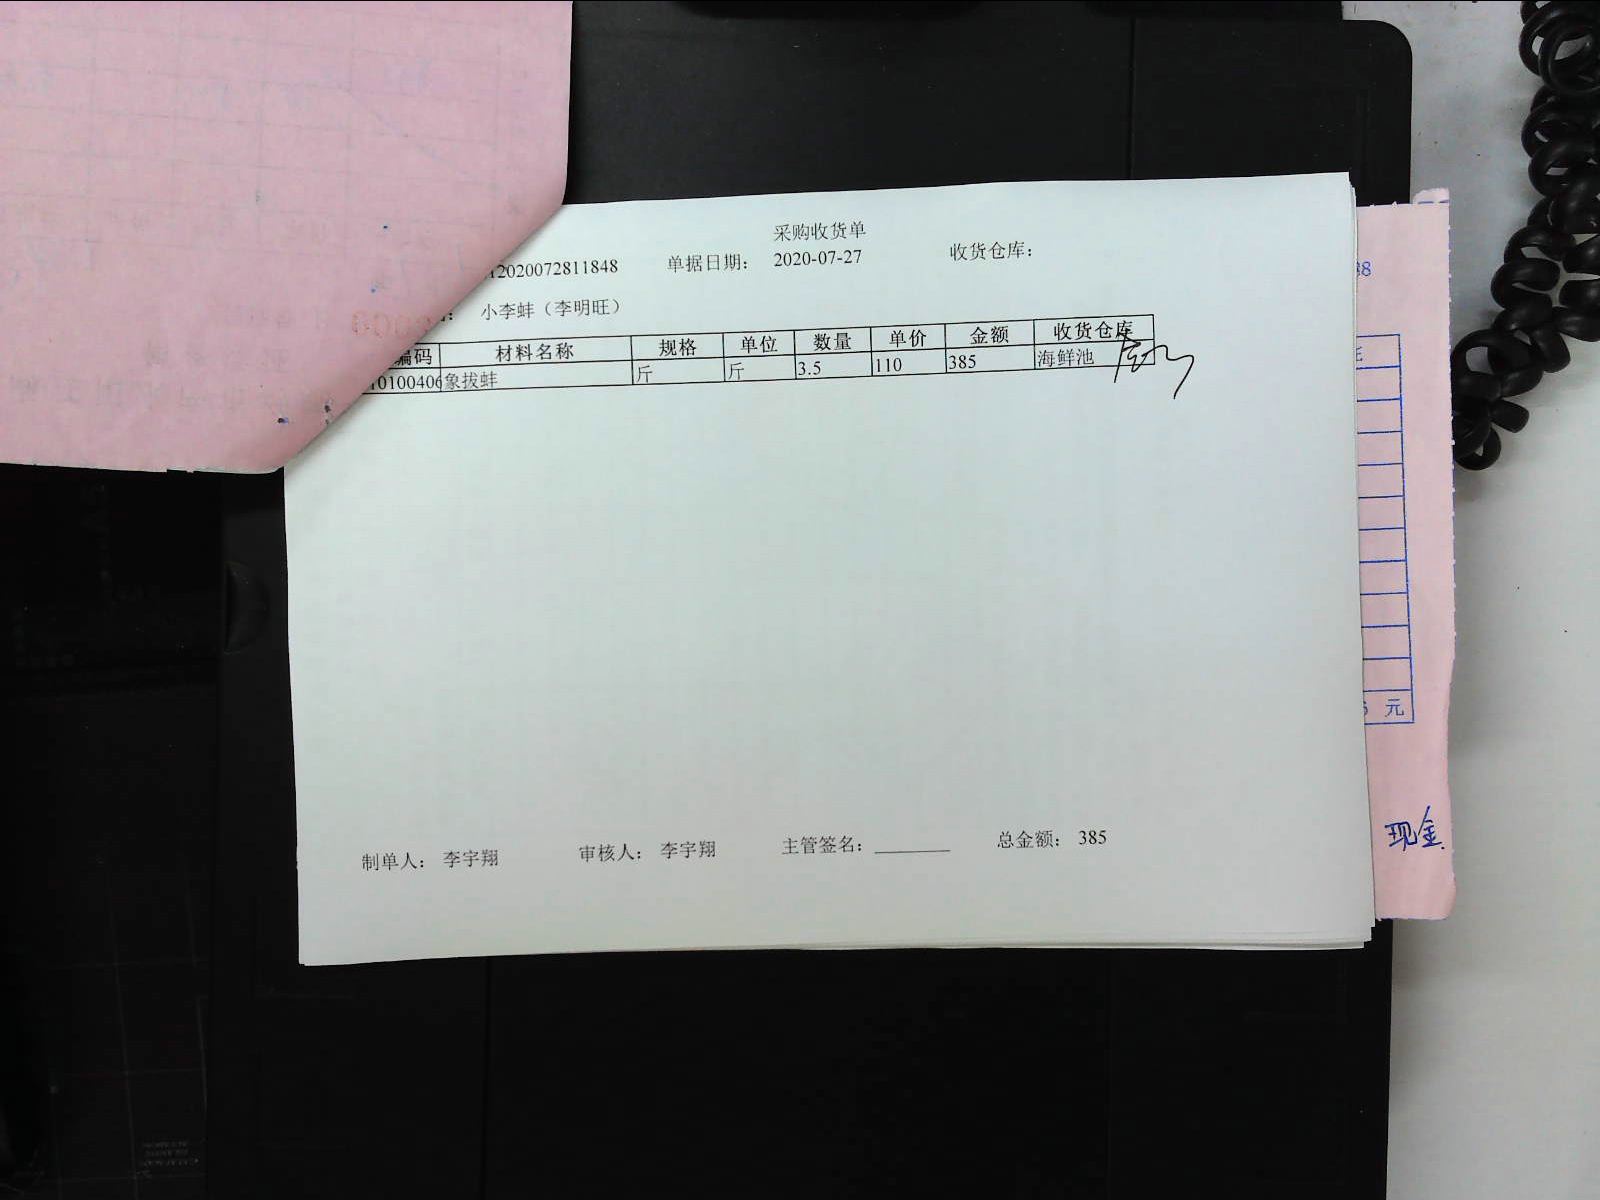 采购收货单
12020072811848 单据日期： 2020-07-27 收货仓库：
小李蚌（李明旺）
编码 材料名称 规格 单位 数量 单价 金额 收货仓库
10100406 象拔蚌 斤 斤 3.5 110 385 海鲜池
元
现金
制单人： 李宇翔 审核人： 李宇翔 主管签名： 总金额： 385